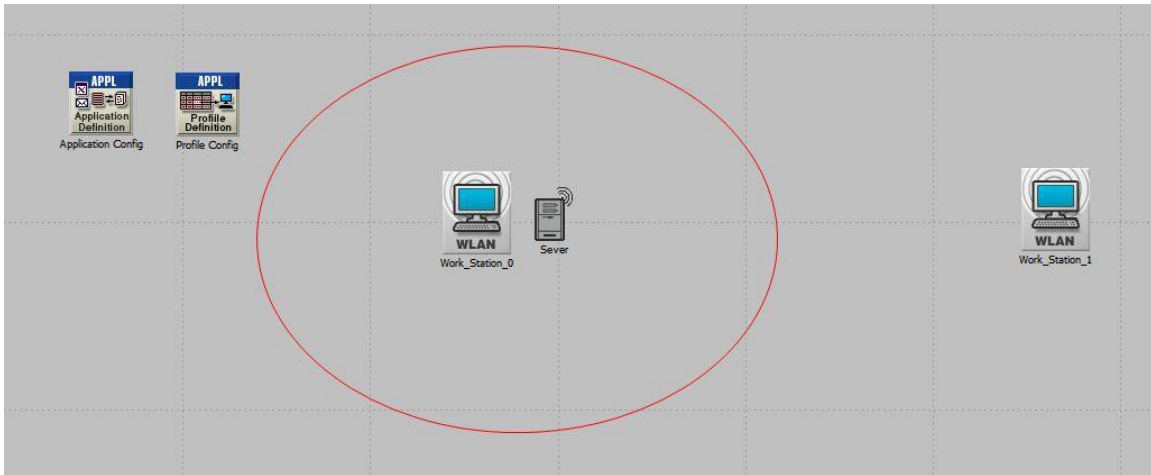 APPL
Application
Definition
Application Config
APPL
Profile
Definition
Profile Config
WLAN
Work_Station_0
Sever
WLAN
Work_Station_1